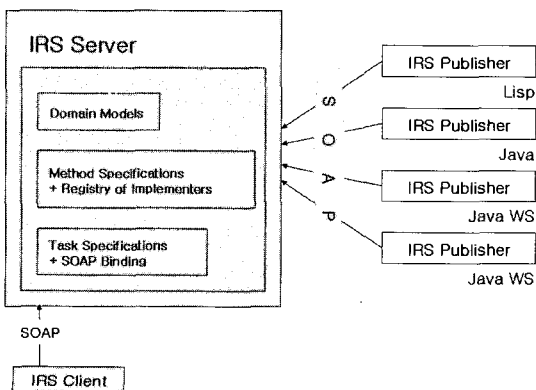 IRS Server
Domain Models
Method Specifications
+ Registry of Implementers
Task Specifications
+ SOAP Binding
SOAP
IRS Client
S
O
A
P
IRS Publisher
Lisp
IRS Publisher
Java
IRS Publisher
Java WS
IRS Publisher
Java WS